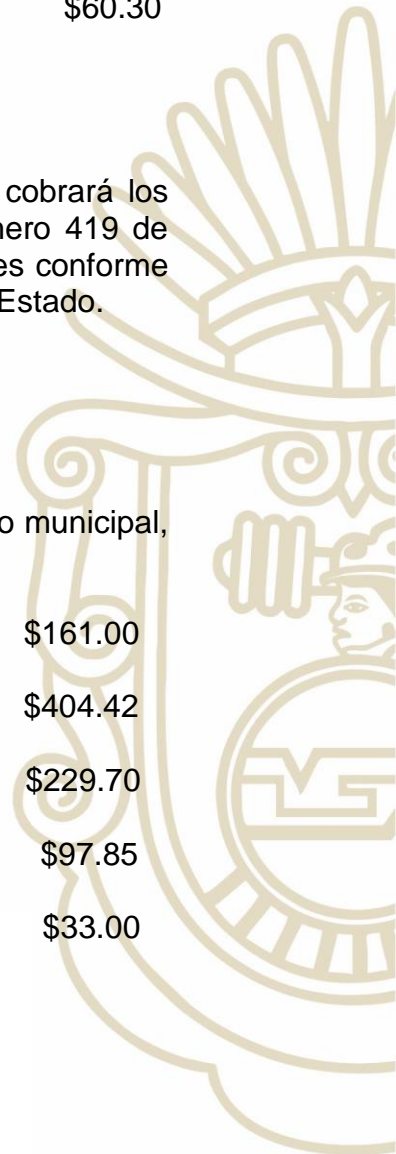 $60.30
cobrará los
nero 419 de
es conforme
Estado.
o municipal,
$161.00
$404.42
$229.70
$97.85
$33.00